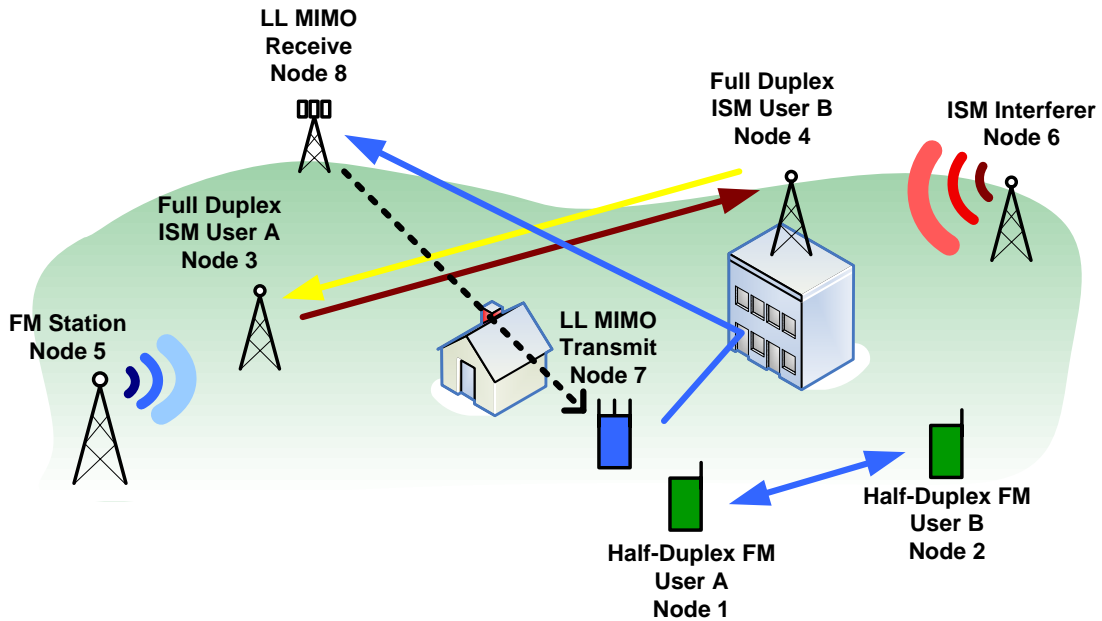 LL MIMO
Receive
Node 8
Full Duplex
ISM User B
Node 4
ISM Interferer
Node 6
Full Duplex
ISM User A
Node 3
FM Station
Node 5
LL MIMO
Transmit
Node 7
Half-Duplex FM
User B
Node 2
Half-Duplex FM
User A
Node 1